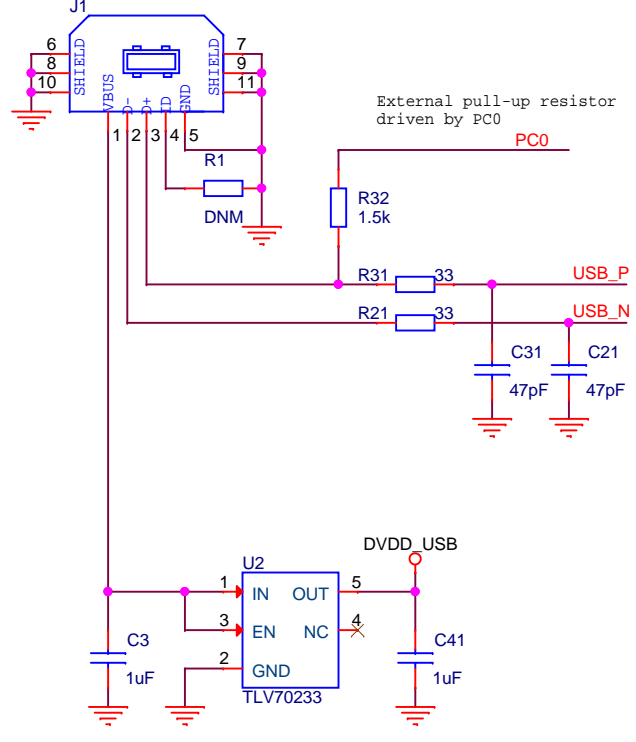 J1
6
8
10
SHIELD
SHIELD
7
9
11
VBUS
D-
D+
ID
GND
1
2
3
4
5
R1
DNM
External pull-up resistor
driven by PC0
PC0
R32
1.5k
R31
33
USB_P
R21
33
USB_N
C31
47pF
C21
47pF
DVDD_USB
U2
1
IN
OUT
5
3
EN
NC
4
2
GND
TLV70233
C3
1uF
C41
1uF